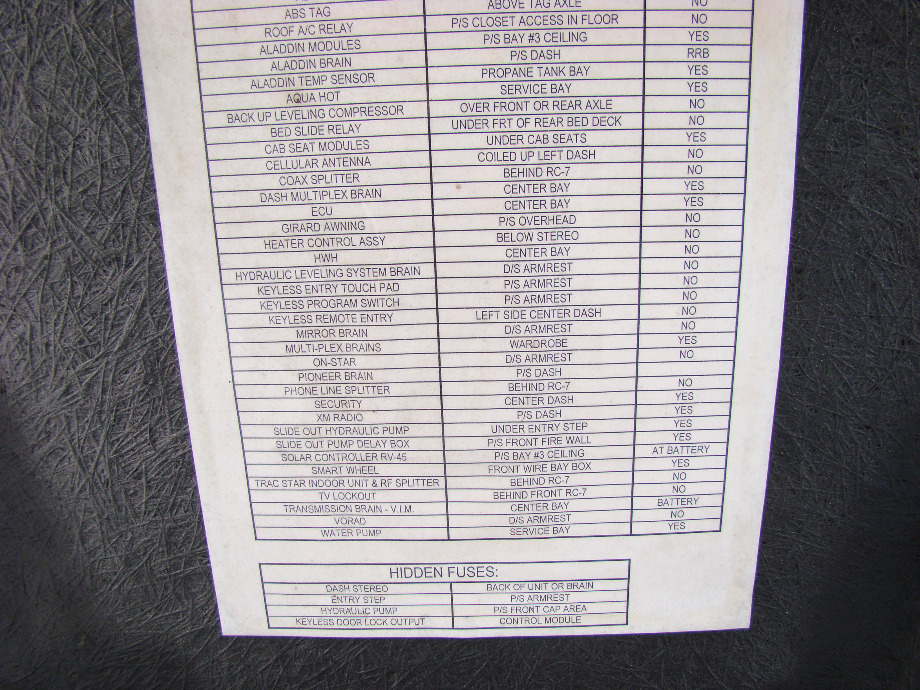 ABS TAG ABOVE TAG AXLE NO
ROOF A/C RELAY P/S CLOSET ACCESS IN FLOOR NO
ALADDIN MODULES P/S BAY #3 CEILING YES
ALADDIN BRAIN P/S DASH RRB
ALADDIN TEMP SENSOR PROPANE TANK BAY YES
AQUA HOT SERVICE BAY YES
BACK UP LEVELING COMPRESSOR OVER FRONT OR REAR AXLE NO
BED SLIDE RELAY UNDER FRT OF REAR BED DECK NO
CAB SEAT MODULES UNDER CAB SEATS YES
CELLULAR ANTENNA COILED UP LEFT DASH NO
COAX SPLITTER BEHIND RC-7 NO
DASH MULTIPLEX BRAIN CENTER BAY YES
ECU CENTER BAY YES
GIRARD AWNING P/S OVERHEAD NO
HEATER CONTROL ASSY BELOW STEREO NO
HWH CENTER BAY NO
HYDRAULIC LEVELING SYSTEM BRAIN D/S ARMREST NO
KEYLESS ENTRY TOUCH PAD P/S ARMREST NO
KEYLESS PROGRAM SWITCH P/S ARMREST NO
KEYLESS REMOTE ENTRY LEFT SIDE CENTER DASH NO
MIRROR BRAIN D/S ARMREST NO
MULTI-PLEX BRAINS WARDROBE YES
ON-STAR D/S ARMREST NO
PIONEER BRAIN P/S DASH
PHONE LINE SPLITTER BEHIND RC-7 NO
SECURITY CENTER DASH YES
XM RADIO P/S DASH YES
SLIDE OUT HYDRAULIC PUMP UNDER ENTRY STEP YES
SLIDE OUT PUMP DELAY BOX P/S FRONT FIRE WALL YES
SOLAR CONTROLLER RV-45 P/S BAY #3 CEILING AT BATTERY
SMART WHEEL FRONT WIRE BAY BOX YES
TRAC STAR INDOOR UNIT & RF SPLITTER BEHIND RC-7 NO
TV LOCKOUT BEHIND FRONT RC-7 NO
TRANSMISSION BRAIN - V.I.M. CENTER BAY BATTERY
VORAD D/S ARMREST NO
WATER PUMP SERVICE BAY YES
HIDDEN FUSES:
DASH STEREO BACK OF UNIT OR BRAIN
ENTRY STEP P/S ARMREST
HYDRAULIC PUMP P/S FRONT CAP AREA
KEYLESS DOOR LOCK OUTPUT CONTROL MODULE